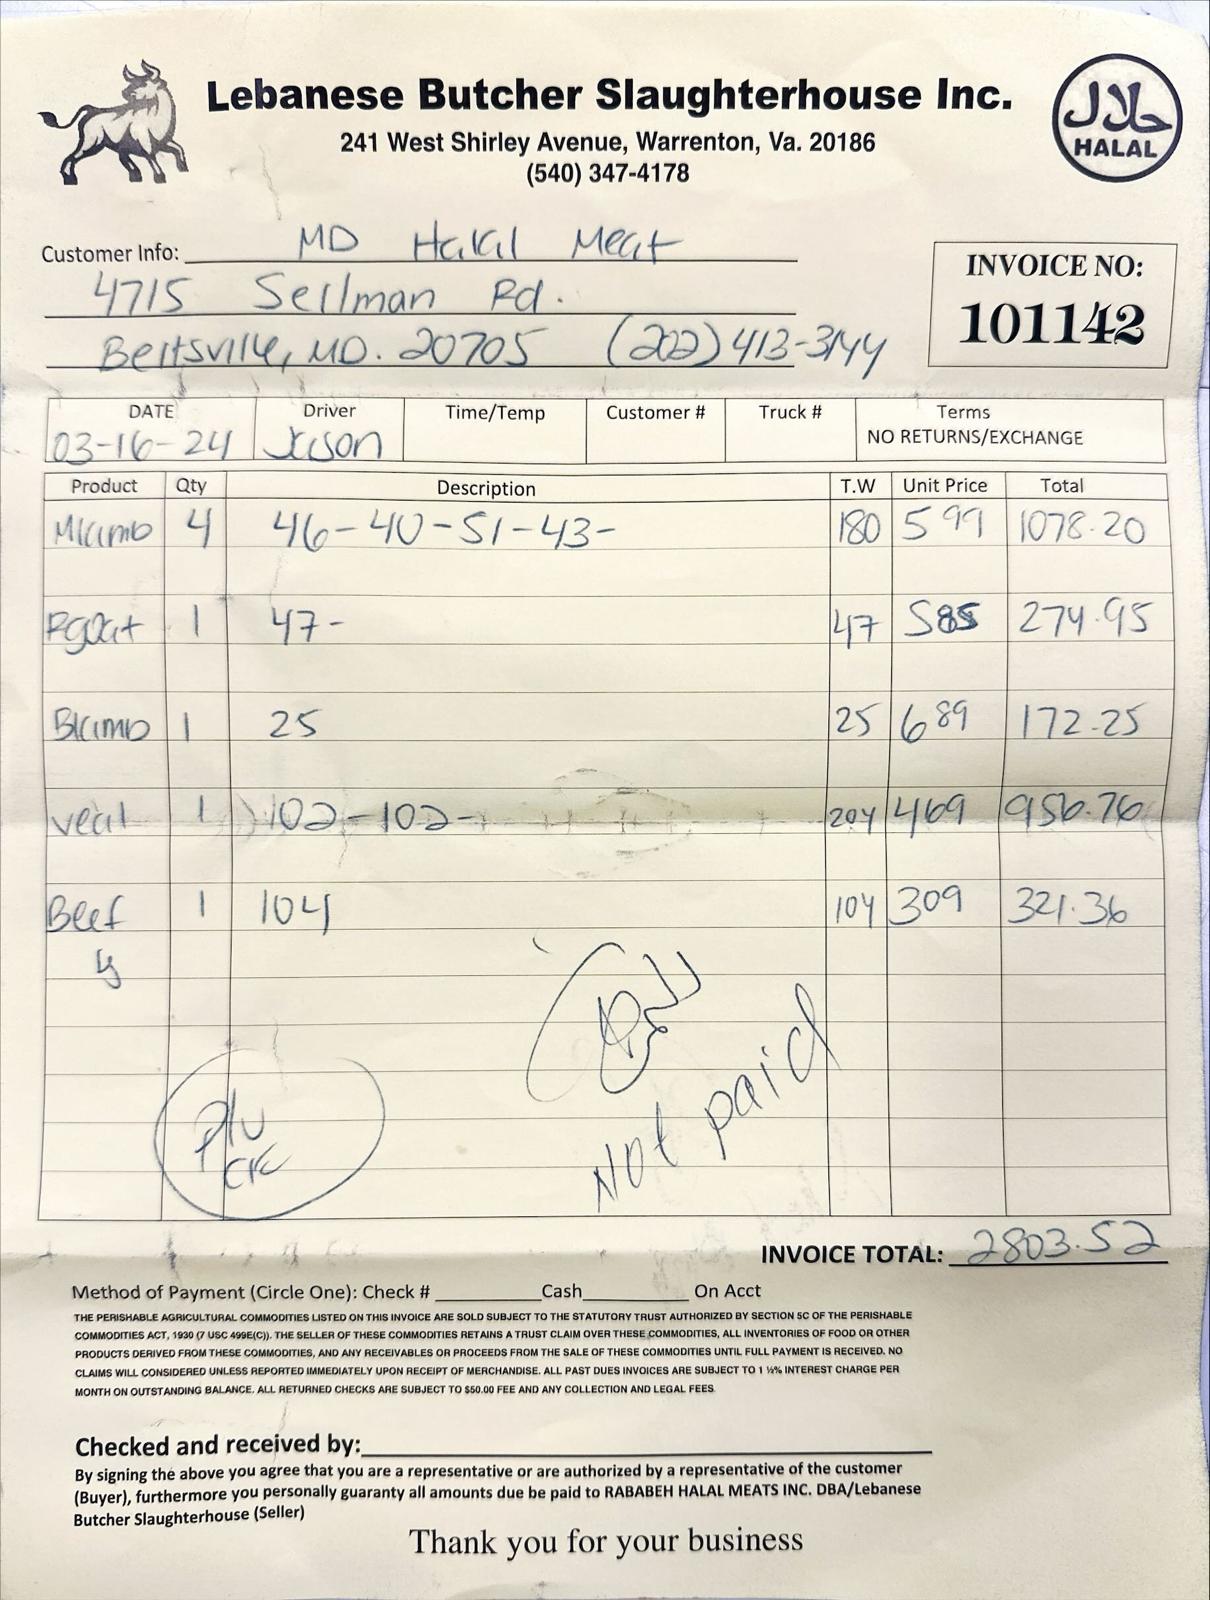 Lebanese Butcher Slaughterhouse Inc.
241 West Shirley Avenue, Warrenton, Va. 20186
(540) 347-4178
حلال
HALAL
Customer Info: MD Halal Meat
4715 Sellman Rd.
Beltsville, MD. 20705 (202) 413-3144
INVOICE NO:
101142
DATE Driver Time/Temp Customer # Truck # Terms
03-16-24 Jason NO RETURNS/EXCHANGE
Product Qty Description T.W Unit Price Total
Mlamb 4 46-40-51-43- 180 5 99 1078.20
Rgoat 1 47- 47 5 85 274.95
Blamb 1 25 25 6 89 172.25
veal 1 102-102- 204 4 69 956.76
Beef 1 104 104 3 09 321.36
Not paid
INVOICE TOTAL: 2803.52
Method of Payment (Circle One): Check # Cash On Acct
THE PERISHABLE AGRICULTURAL COMMODITIES LISTED ON THIS INVOICE ARE SOLD SUBJECT TO THE STATUTORY TRUST AUTHORIZED BY SECTION 5C OF THE PERISHABLE
COMMODITIES ACT, 1930 (7 USC 499E(C)). THE SELLER OF THESE COMMODITIES RETAINS A TRUST CLAIM OVER THESE COMMODITIES, ALL INVENTORIES OF FOOD OR OTHER
PRODUCTS DERIVED FROM THESE COMMODITIES, AND ANY RECEIVABLES OR PROCEEDS FROM THE SALE OF THESE COMMODITIES UNTIL FULL PAYMENT IS RECEIVED. NO
CLAIMS WILL CONSIDERED UNLESS REPORTED IMMEDIATELY UPON RECEIPT OF MERCHANDISE. ALL PAST DUES INVOICES ARE SUBJECT TO 1 ½% INTEREST CHARGE PER
MONTH ON OUTSTANDING BALANCE. ALL RETURNED CHECKS ARE SUBJECT TO $50.00 FEE AND ANY COLLECTION AND LEGAL FEES
Checked and received by:
By signing the above you agree that you are a representative or are authorized by a representative of the customer
(Buyer), furthermore you personally guaranty all amounts due be paid to RABABEH HALAL MEATS INC. DBA/Lebanese
Butcher Slaughterhouse (Seller)
Thank you for your business